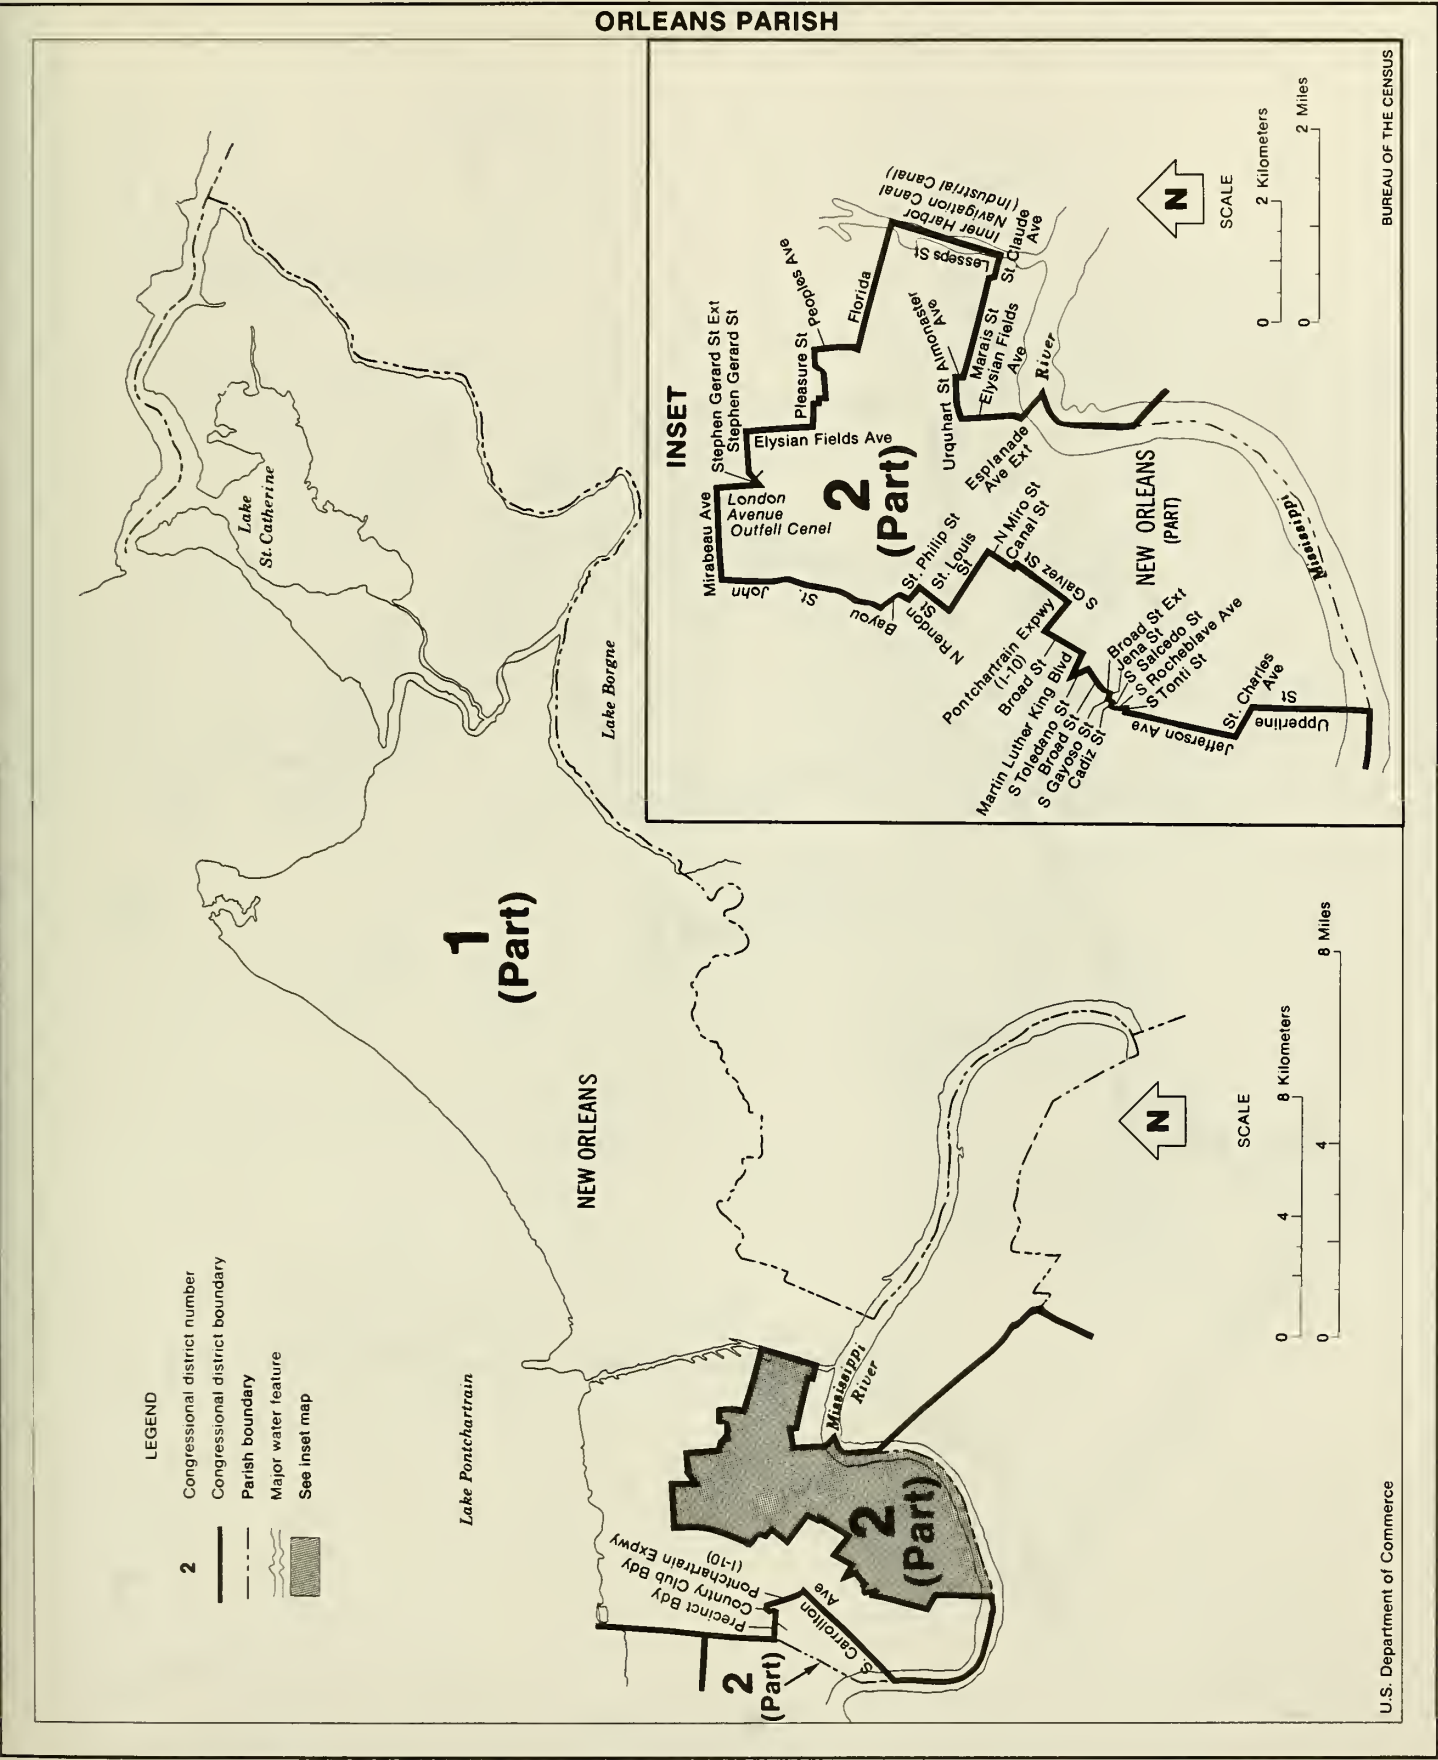 ORLEANS PARISH
LEGEND
2 Congressional district number
Congressional district boundary
Parish boundary
Major water feature
See inset map
Lake Pontchartrain
Lake
St. Catherine
Lake Borgne
1
(Part)
NEW ORLEANS
Mississippi
River
2
(Part)
2
(Part)
Precinct Bdy
Country Club Bdy
Pontchartrain Expwy
(I-10)
S. Carrollton
Ave
N
SCALE
0 4 8 Kilometers
0 4 8 Miles
INSET
Mirabeau Ave
Stephen Gerard St Ext
Stephen Gerard St
London
Avenue
Outfell Cenel
Elysian Fields Ave
Pleasure St
Peoples Ave
Florida
Inner Harbor
Navigation Canal
(Industrial Canal)
Lesseps St
St Claude
Ave
Almonaster
Ave
Marais St
Elysian Fields
Ave
Urquhart St
Esplanade
Ave Ext
River
2
(Part)
Bayou St. John
St. Philip St
N Rendon
St
St. Louis
St
N Miro St
Canal St
S Galvez St
Pontchartrain Expwy
(I-10)
Broad St
Martin Luther King Blvd
S Toledano St
Broad St
S Gayoso St
Cadiz St
Broad St Ext
Jena St
S Salcedo St
S Rocheblave Ave
S Tonti St
Jefferson Ave
St. Charles
Ave
Upperline St
NEW ORLEANS
(PART)
Mississippi
N
SCALE
0 2 Kilometers
0 2 Miles
U.S. Department of Commerce
BUREAU OF THE CENSUS